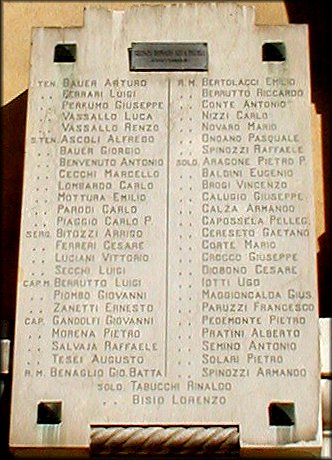 TEN. BAUER ARTURO
.. FERRARI LUIGI
.. PERFUMO GIUSEPPE
.. VASSALLO LUCA
.. VASSALLO RENZO
S.TEN. ASCOLI ALFREDO
.. BAUER GIORGIO
.. BENVENUTO ANTONIO
.. CECCHI MARCELLO
.. LOMBARDO CARLO
.. MOTTURA EMILIO
.. PARODI CARLO
.. PIAGGIO CARLO P.
SERG. BITOZZI ARRIGO
.. FERRERI CESARE
.. LUCIANI VITTORIO
.. SECCHI LUIGI
CAP.M. BERRUTTO LUIGI
.. PIOMBO GIOVANNI
.. ZANETTI ERNESTO
CAP. GANDOLFI GIOVANNI
.. MORENA PIETRO
.. SALVAJA RAFFAELE
.. TESEI AUGUSTO
R.M. BENAGLIO GIO.BATTA
R.M. BERTOLACCI EMILIO
.. BERRUTTO RICCARDO
.. CONTE ANTONIO
.. NIZZI CARLO
.. NOVARO MARIO
.. ONGANO PASQUALE
.. SPINOZZI RAFFAELE
SOLD. ARAGONE PIETRO P.
.. BALDINI EUGENIO
.. BROGI VINCENZO
.. CALUGIO GIUSEPPE
.. CALZA ARMANDO
.. CAPOSSELA PELLEG.
.. CERESETO GAETANO
.. CORTE MARIO
.. CROCCO GIUSEPPE
.. DIOBONO CESARE
.. IOTTI UGO
.. MAGGIONCALDA GIUS.
.. PARUZZI FRANCESCO
.. PEDEMONTE PIETRO
.. PRATINI ALBERTO
.. SEMINO ANTONIO
.. SOLARI PIETRO
.. SPINOZZI ARMANDO
SOLD. TABUCCHI RINALDO
.. BISIO LORENZO